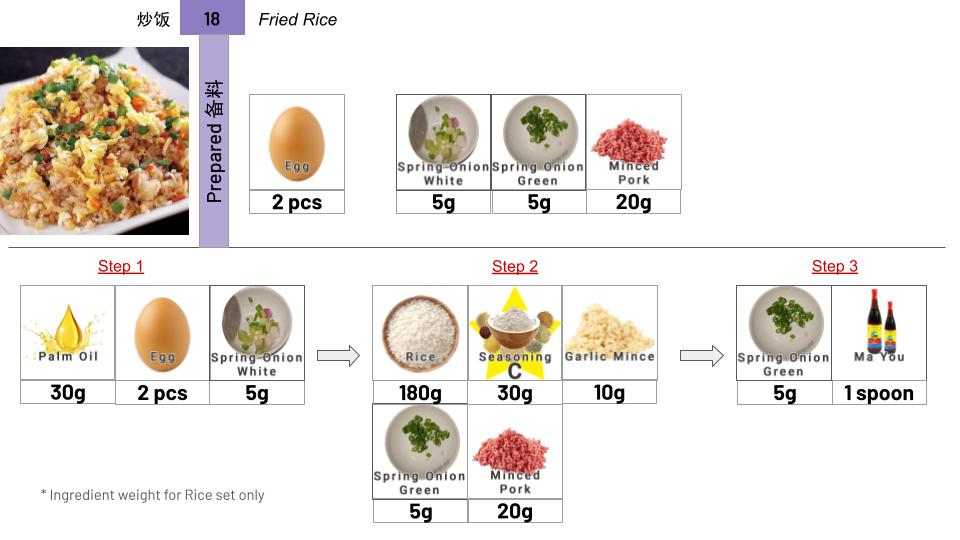 炒饭 18 Fried Rice
Prepared 备料
Egg
2 pcs
Spring Onion
White
5g
Spring Onion
Green
5g
Minced
Pork
20g
Step 1
Palm Oil
30g
Egg
2 pcs
Spring Onion
White
5g
Step 2
Rice
180g
Seasoning
C
30g
Garlic Mince
10g
Spring Onion
Green
5g
Minced
Pork
20g
Step 3
Spring Onion
Green
5g
Ma You
1 spoon
* Ingredient weight for Rice set only